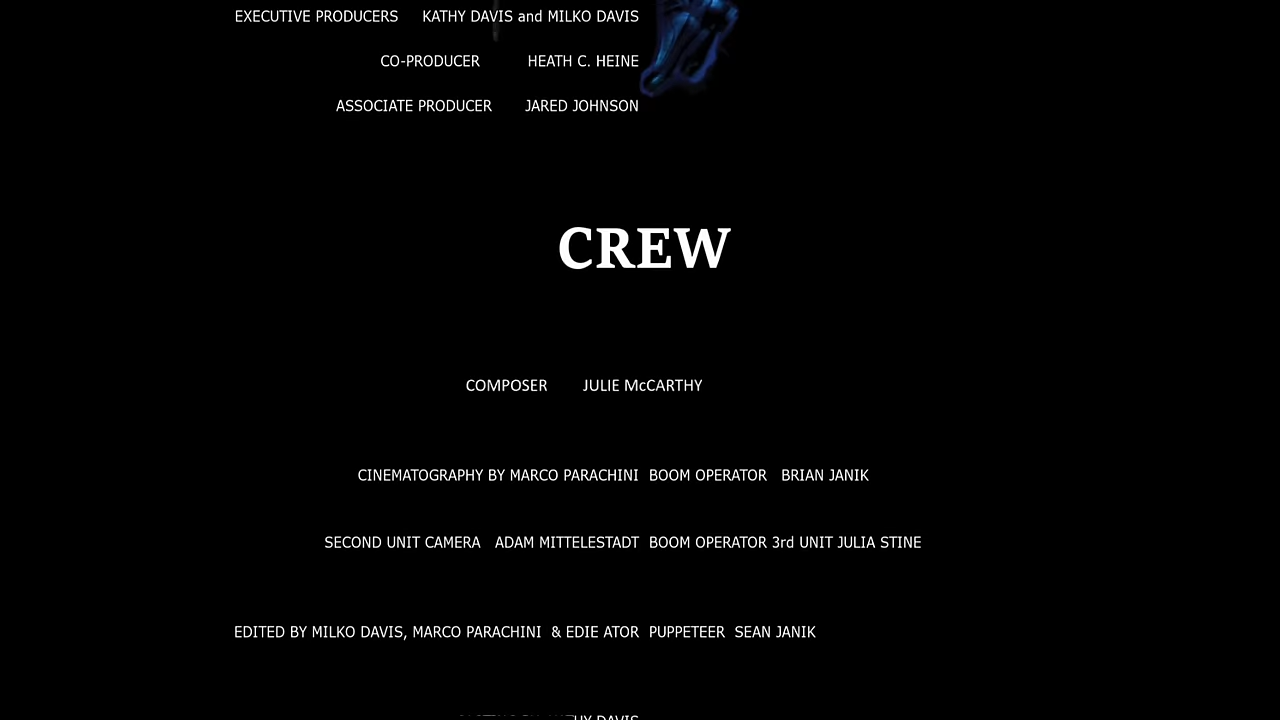 EXECUTIVE PRODUCERS KATHY DAVIS and MILKO DAVIS
CO-PRODUCER HEATH C. HEINE
ASSOCIATE PRODUCER JARED JOHNSON
CREW
COMPOSER JULIE McCARTHY
CINEMATOGRAPHY BY MARCO PARACHINI BOOM OPERATOR BRIAN JANIK
SECOND UNIT CAMERA ADAM MITTELESTADT BOOM OPERATOR 3rd UNIT JULIA STINE
EDITED BY MILKO DAVIS, MARCO PARACHINI & EDIE ATOR PUPPETEER SEAN JANIK
DAVIS